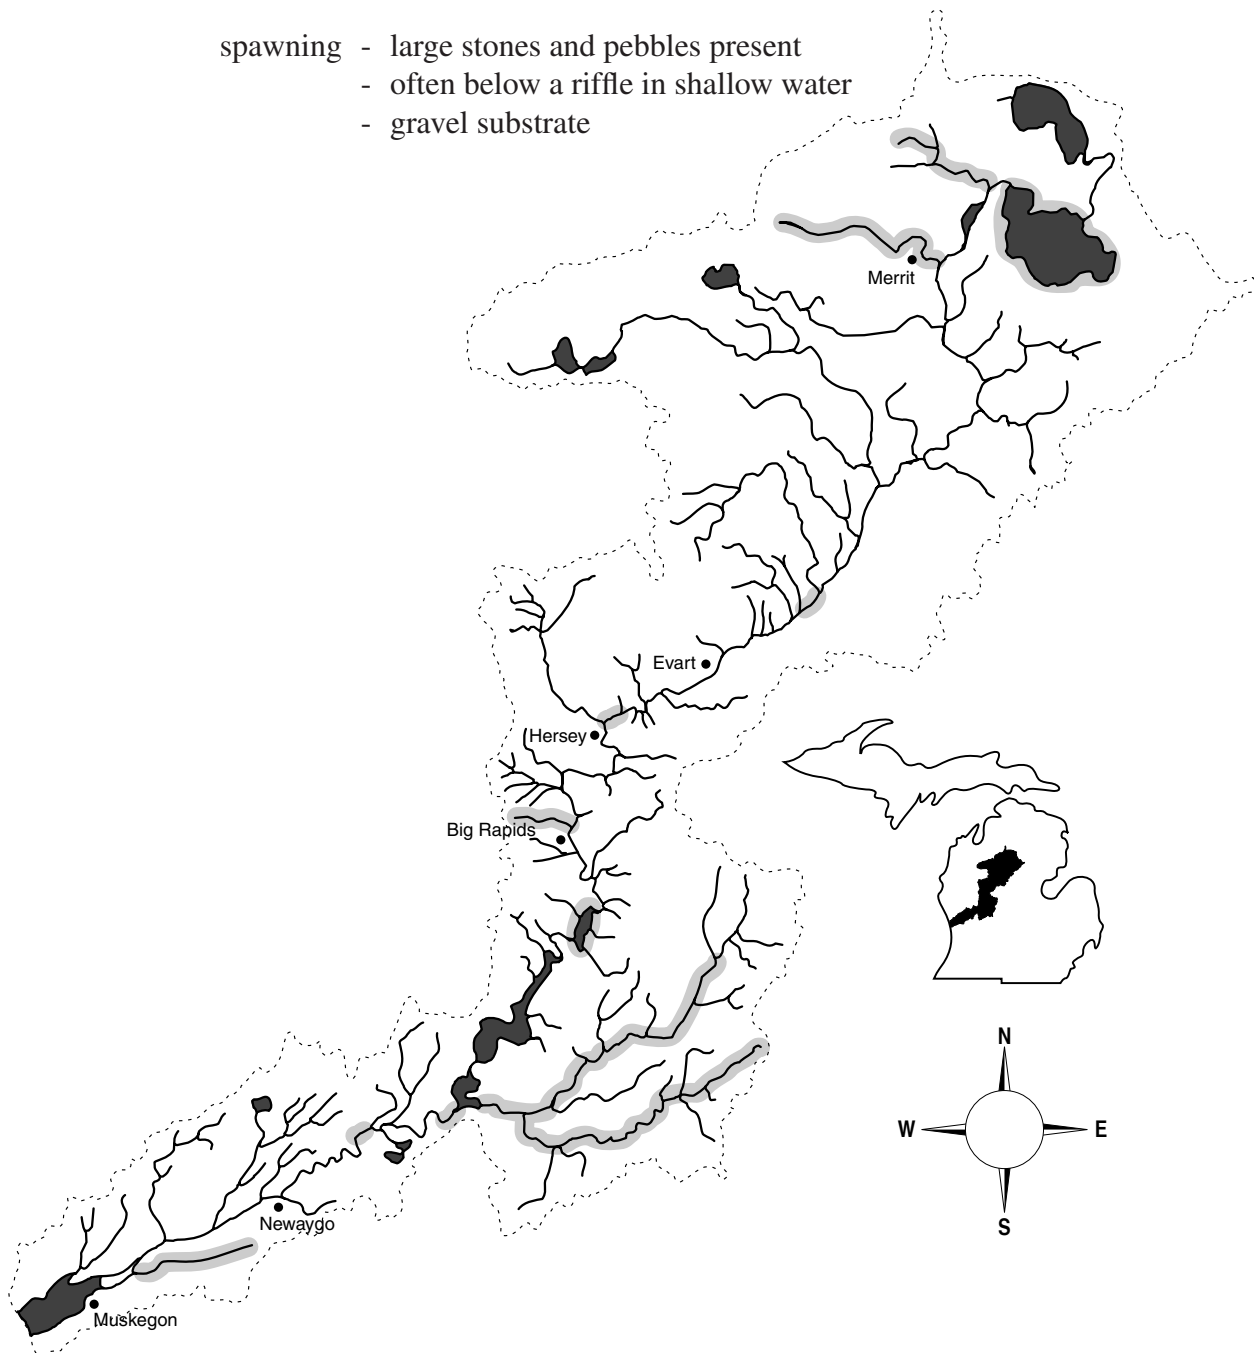 spawning - large stones and pebbles present
- often below a riffle in shallow water
- gravel substrate
Merrit
Evart
Hersey
Big Rapids
N
W
E
S
Newaygo
Muskegon